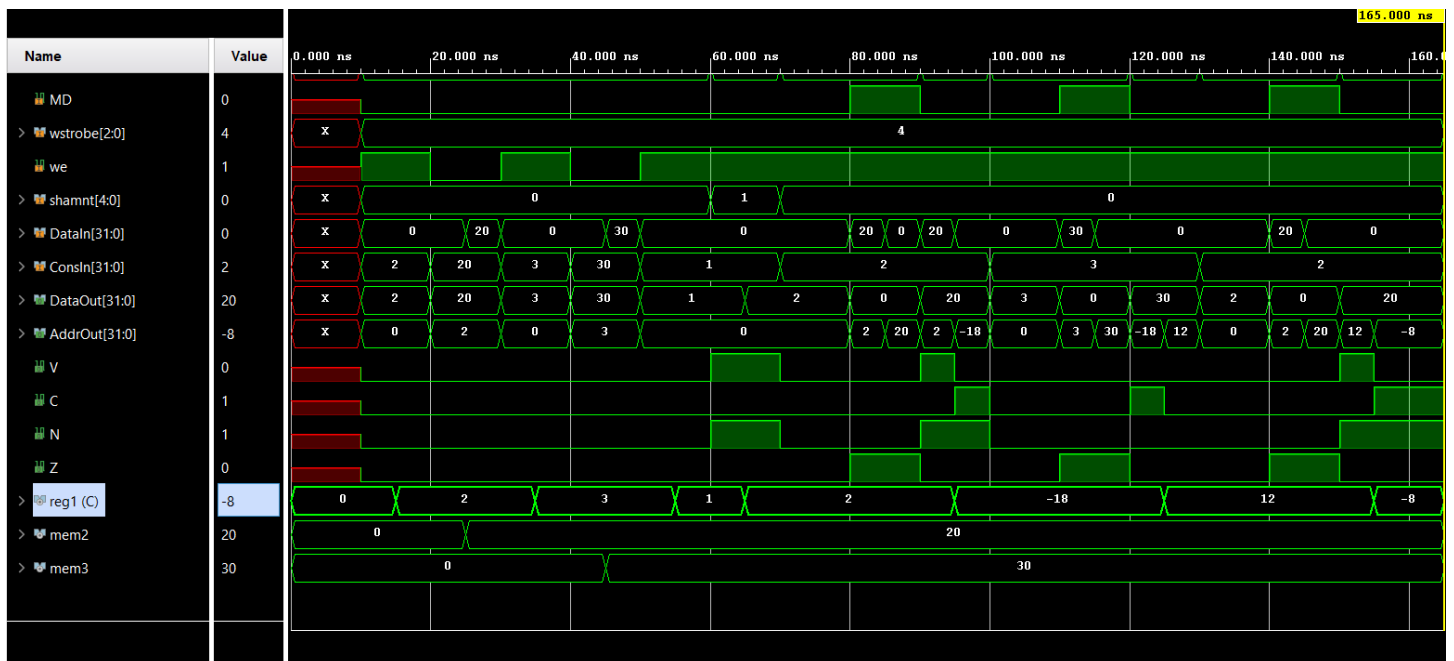 165.000 ns
Name Value 0.000 ns 20.000 ns 40.000 ns 60.000 ns 80.000 ns 100.000 ns 120.000 ns 140.000 ns 160.0
MD 0
wstrobe[2:0] 4 X 4
we 1
shamnt[4:0] 0 X 0 1 0
DataIn[31:0] 0 X 0 20 0 30 0 20 0 20 0 30 0 20 0
ConsIn[31:0] 2 X 2 20 3 30 1 2 3 2
DataOut[31:0] 20 X 2 20 3 30 1 2 0 20 3 0 30 2 0 20
AddrOut[31:0] -8 X 0 2 0 3 0 2 20 2 -18 0 3 30 -18 12 0 2 20 12 -8
V 0
C 1
N 1
Z 0
reg1 (C) -8 0 2 3 1 2 -18 12 -8
mem2 20 0 20
mem3 30 0 30